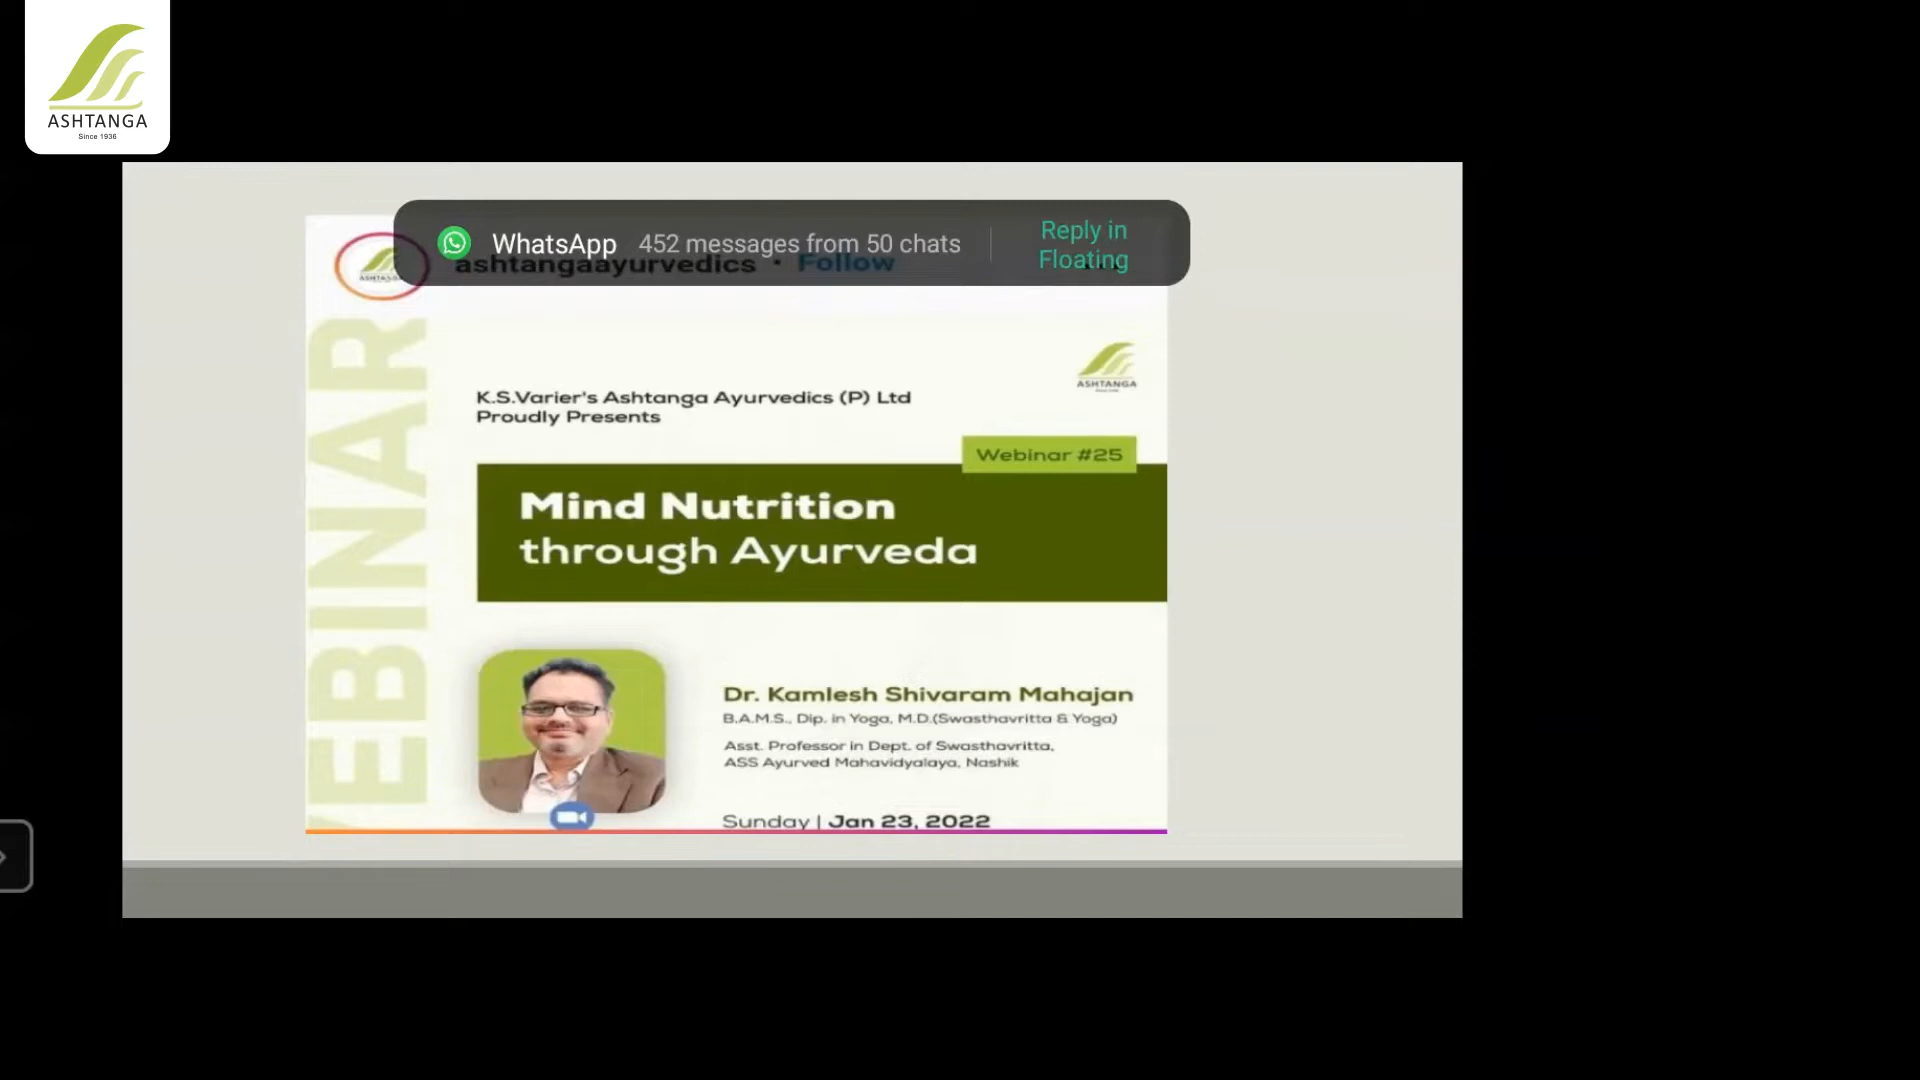 ASHTANGA
Since 1936
WhatsApp 452 messages from 50 chats
Reply in
Floating
ashtangaayurvedics • Follow
WEBINAR
ASHTANGA
K.S.Varier's Ashtanga Ayurvedics (P) Ltd
Proudly Presents
Webinar #25
Mind Nutrition
through Ayurveda
Dr. Kamlesh Shivaram Mahajan
B.A.M.S., Dip. in Yoga, M.D.(Swasthavritta & Yoga)
Asst. Professor in Dept. of Swasthavritta,
ASS Ayurved Mahavidyalaya, Nashik
Sunday | Jan 23, 2022